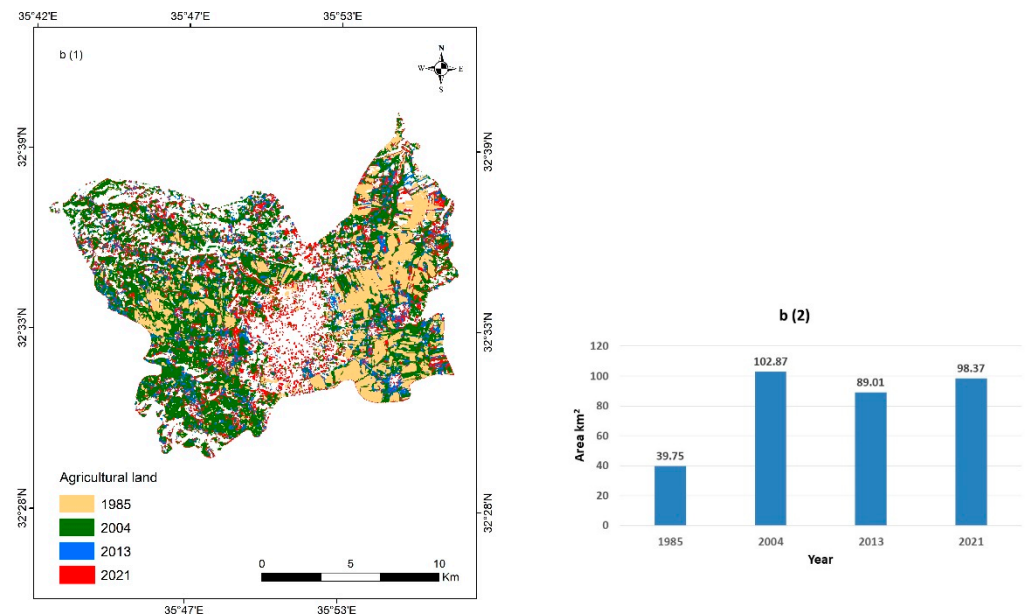 35°42'E 35°47'E 35°53'E
b (1)
N
W E
S
32°39'N 32°39'N
32°33'N 32°33'N
32°28'N 32°28'N
Agricultural land
1985
2004
2013
2021
0 5 10
Km
35°47'E 35°53'E
b (2)
120
100
80
60
40
20
0
Area km²
39.75
102.87
89.01
98.37
1985 2004 2013 2021
Year